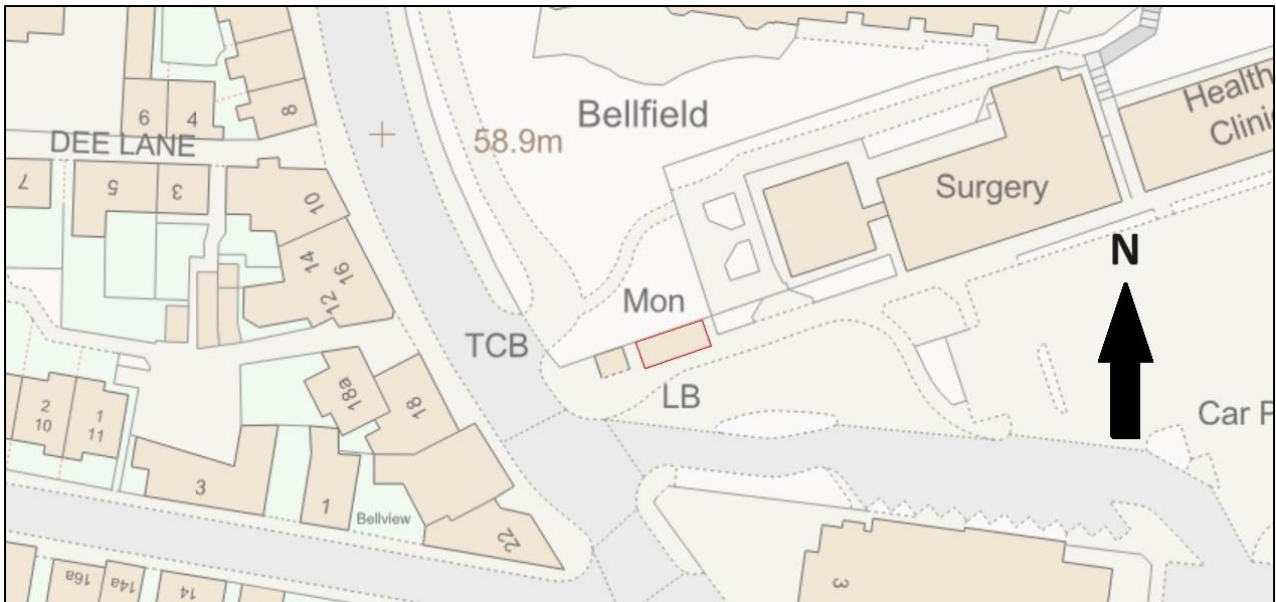 8
6
4
DEE LANE
Bellfield
58.9m
Health
Clinic
7
5
3
10
Surgery
N
14
16
12
Mon
TCB
LB
18a
18
Car P
2
10
1
11
3
1
Bellview
22
16a
14a
14
3